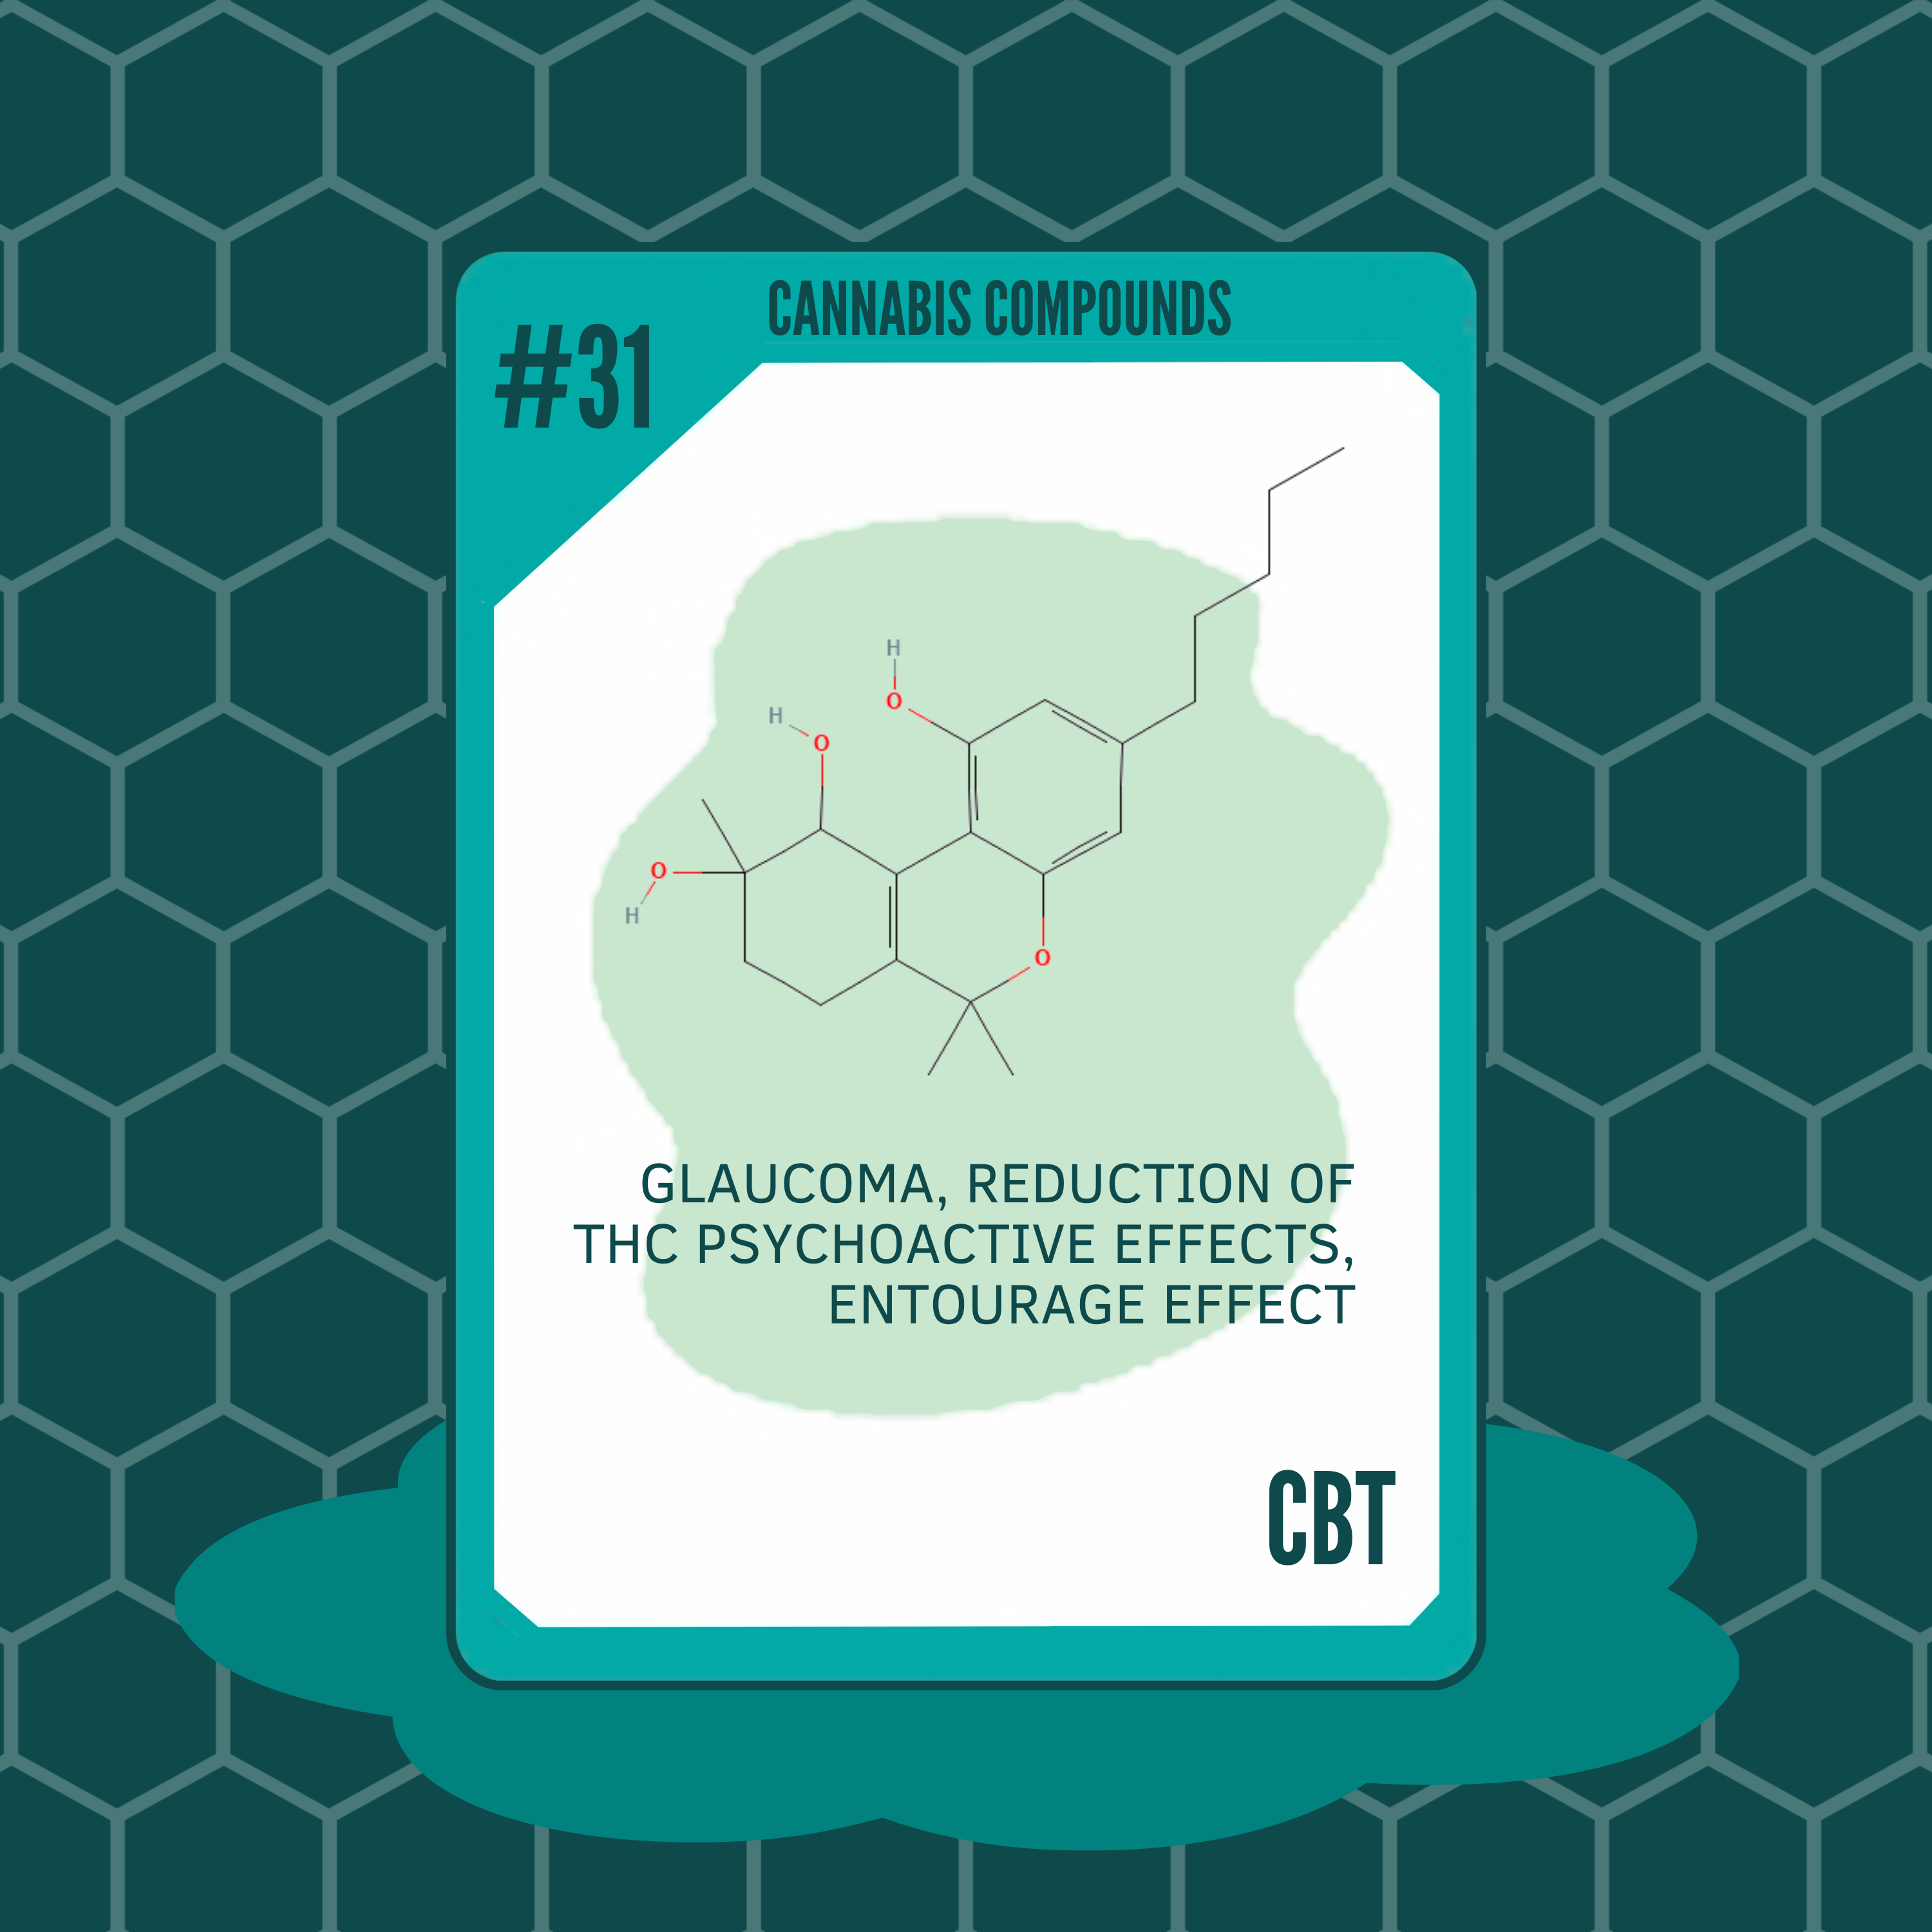 CANNABIS COMPOUNDS
#31
H
O
H
O
O
H
O
GLAUCOMA, REDUCTION OF
THC PSYCHOACTIVE EFFECTS,
ENTOURAGE EFFECT
CBT